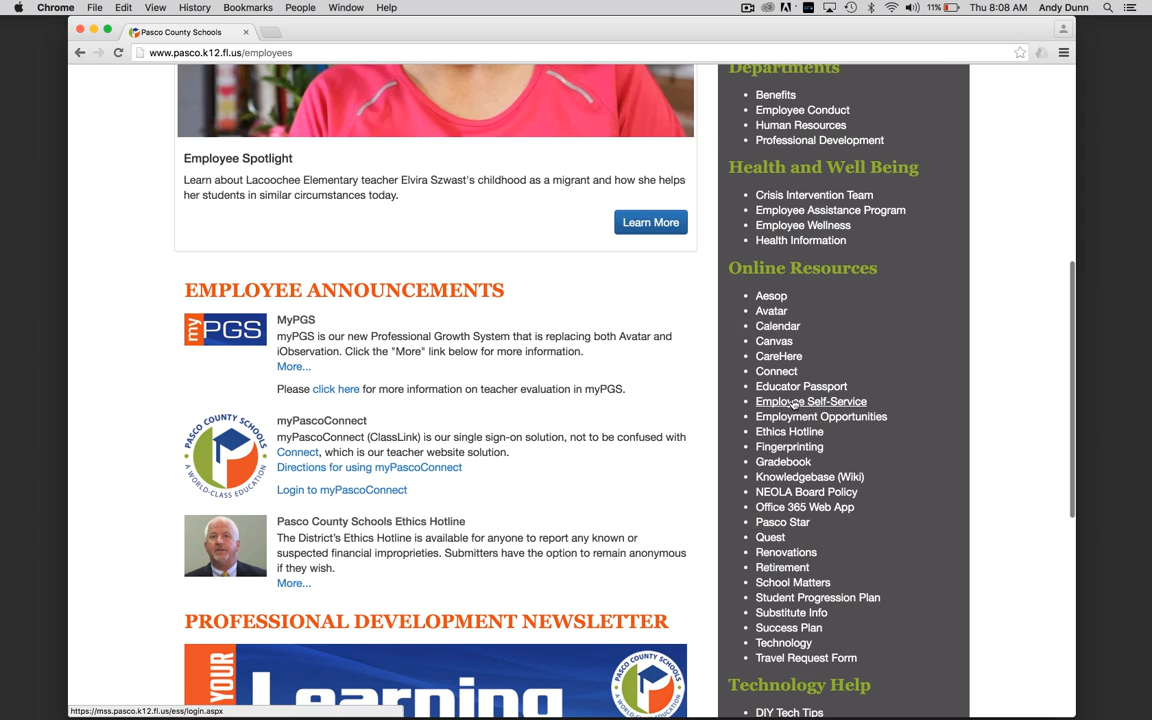 Chrome File Edit View History Bookmarks People Window Help 11% Thu 8:08 AM Andy Dunn
Pasco County Schools
www.pasco.k12.fl.us/employees
Employee Spotlight
Learn about Lacoochee Elementary teacher Elvira Szwast's childhood as a migrant and how she helps
her students in similar circumstances today.
Learn More
EMPLOYEE ANNOUNCEMENTS
my PGS
MyPGS
myPGS is our new Professional Growth System that is replacing both Avatar and
iObservation. Click the "More" link below for more information.
More...
Please click here for more information on teacher evaluation in myPGS.
PASCO COUNTY SCHOOLS
A WORLD-CLASS EDUCATION
myPascoConnect
myPascoConnect (ClassLink) is our single sign-on solution, not to be confused with
Connect, which is our teacher website solution.
Directions for using myPascoConnect
Login to myPascoConnect
Pasco County Schools Ethics Hotline
The District's Ethics Hotline is available for anyone to report any known or
suspected financial improprieties. Submitters have the option to remain anonymous
if they wish.
More...
PROFESSIONAL DEVELOPMENT NEWSLETTER
YOUR
Learning
PASCO COUNTY SCHOOLS
Departments
• Benefits
• Employee Conduct
• Human Resources
• Professional Development
Health and Well Being
• Crisis Intervention Team
• Employee Assistance Program
• Employee Wellness
• Health Information
Online Resources
• Aesop
• Avatar
• Calendar
• Canvas
• CareHere
• Connect
• Educator Passport
• Employee Self-Service
• Employment Opportunities
• Ethics Hotline
• Fingerprinting
• Gradebook
• Knowledgebase (Wiki)
• NEOLA Board Policy
• Office 365 Web App
• Pasco Star
• Quest
• Renovations
• Retirement
• School Matters
• Student Progression Plan
• Substitute Info
• Success Plan
• Technology
• Travel Request Form
Technology Help
• DIY Tech Tips
https://mss.pasco.k12.fl.us/ess/login.aspx